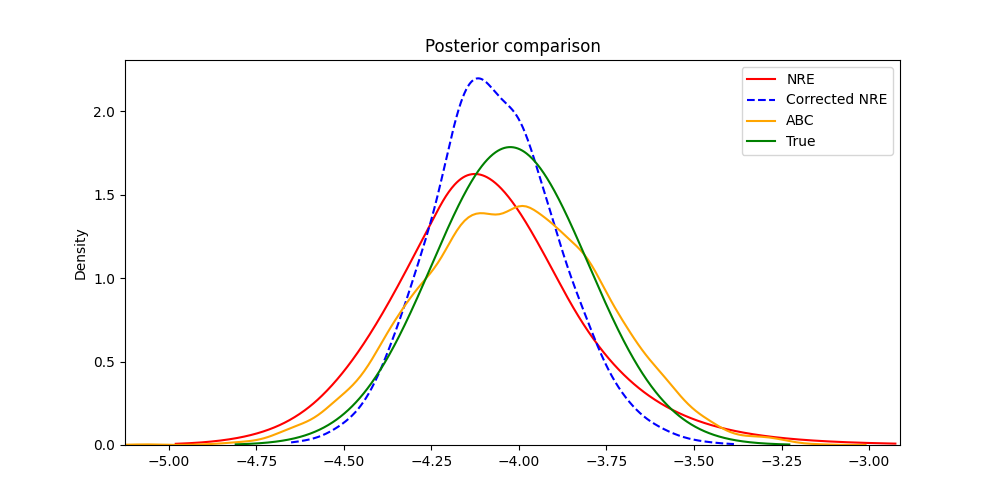 Posterior comparison
NRE
Corrected NRE
ABC
True
Density
2.0
1.5
1.0
0.5
0.0
−5.00 −4.75 −4.50 −4.25 −4.00 −3.75 −3.50 −3.25 −3.00